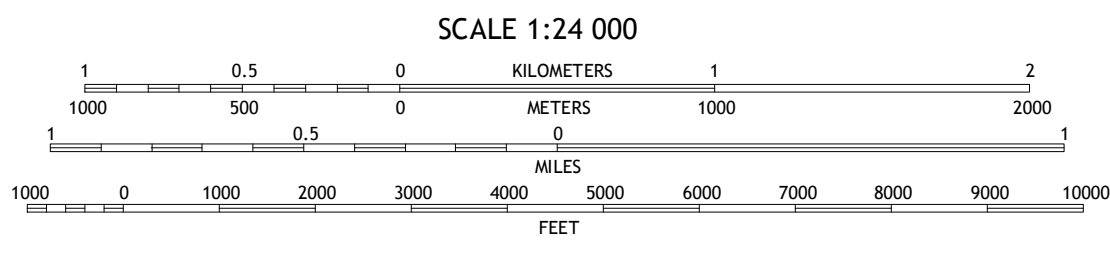 SCALE 1:24 000
1 0.5 0 KILOMETERS 1 2
1000 500 0 METERS 1000 2000
1 0.5 0 1
MILES
1000 0 1000 2000 3000 4000 5000 6000 7000 8000 9000 10000
FEET